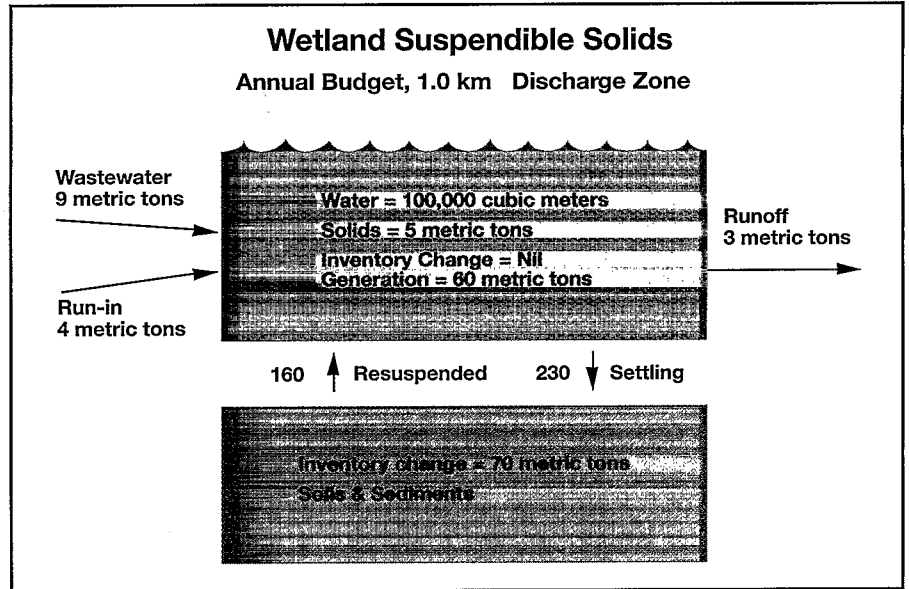 Wetland Suspendible Solids
Annual Budget, 1.0 km Discharge Zone
Wastewater
9 metric tons
Water = 100,000 cubic meters
Solids = 5 metric tons
Inventory Change = Nil
Generation = 60 metric tons
Runoff
3 metric tons
Run-in
4 metric tons
160 Resuspended 230 Settling
Inventory change = 70 metric tons
Soils & Sediments